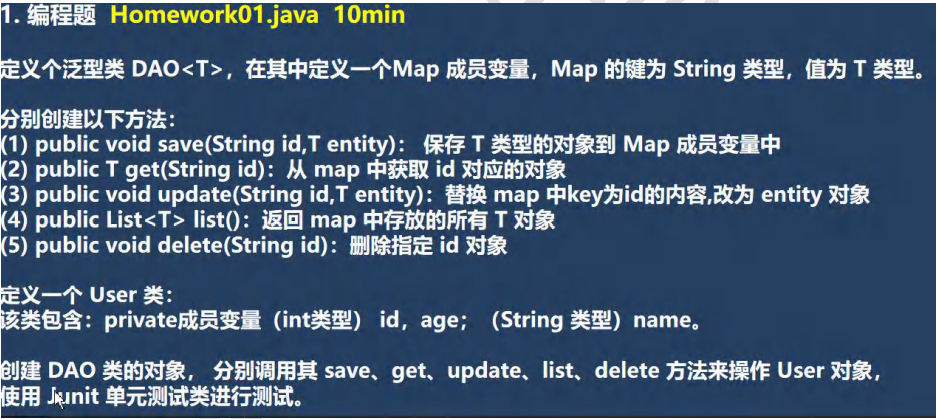 1. 编程题 Homework01.java 10min
定义个泛型类 DAO<T>，在其中定义一个Map 成员变量，Map 的键为 String 类型，值为 T 类型。
分别创建以下方法：
(1) public void save(String id,T entity)： 保存 T 类型的对象到 Map 成员变量中
(2) public T get(String id)：从 map 中获取 id 对应的对象
(3) public void update(String id,T entity)：替换 map 中key为id的内容,改为 entity 对象
(4) public List<T> list()：返回 map 中存放的所有 T 对象
(5) public void delete(String id)：删除指定 id 对象
定义一个 User 类：
该类包含：private成员变量（int类型） id，age；（String 类型）name。
创建 DAO 类的对象， 分别调用其 save、get、update、list、delete 方法来操作 User 对象，
使用 Junit 单元测试类进行测试。